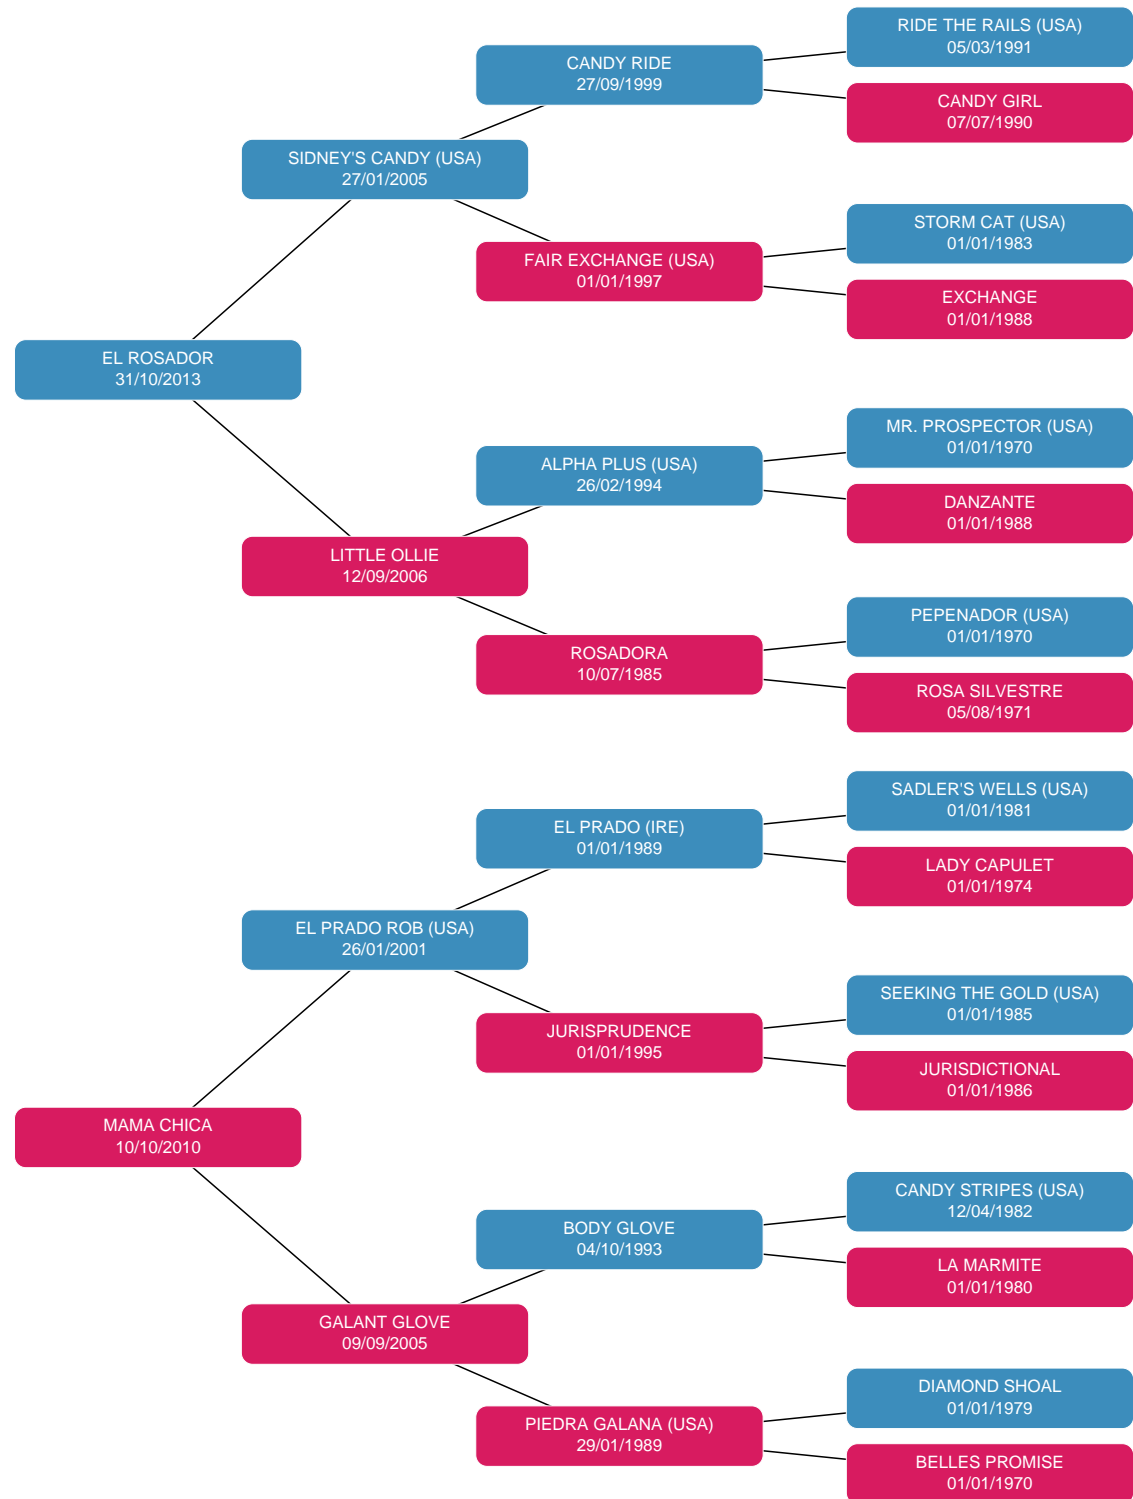 RIDE THE RAILS (USA)
05/03/1991
CANDY RIDE
27/09/1999
CANDY GIRL
07/07/1990
SIDNEY'S CANDY (USA)
27/01/2005
STORM CAT (USA)
01/01/1983
FAIR EXCHANGE (USA)
01/01/1997
EXCHANGE
01/01/1988
EL ROSADOR
31/10/2013
MR. PROSPECTOR (USA)
01/01/1970
ALPHA PLUS (USA)
26/02/1994
DANZANTE
01/01/1988
LITTLE OLLIE
12/09/2006
PEPENADOR (USA)
01/01/1970
ROSADORA
10/07/1985
ROSA SILVESTRE
05/08/1971
SADLER'S WELLS (USA)
01/01/1981
EL PRADO (IRE)
01/01/1989
LADY CAPULET
01/01/1974
EL PRADO ROB (USA)
26/01/2001
SEEKING THE GOLD (USA)
01/01/1985
JURISPRUDENCE
01/01/1995
JURISDICTIONAL
01/01/1986
MAMA CHICA
10/10/2010
CANDY STRIPES (USA)
12/04/1982
BODY GLOVE
04/10/1993
LA MARMITE
01/01/1980
GALANT GLOVE
09/09/2005
DIAMOND SHOAL
01/01/1979
PIEDRA GALANA (USA)
29/01/1989
BELLES PROMISE
01/01/1970